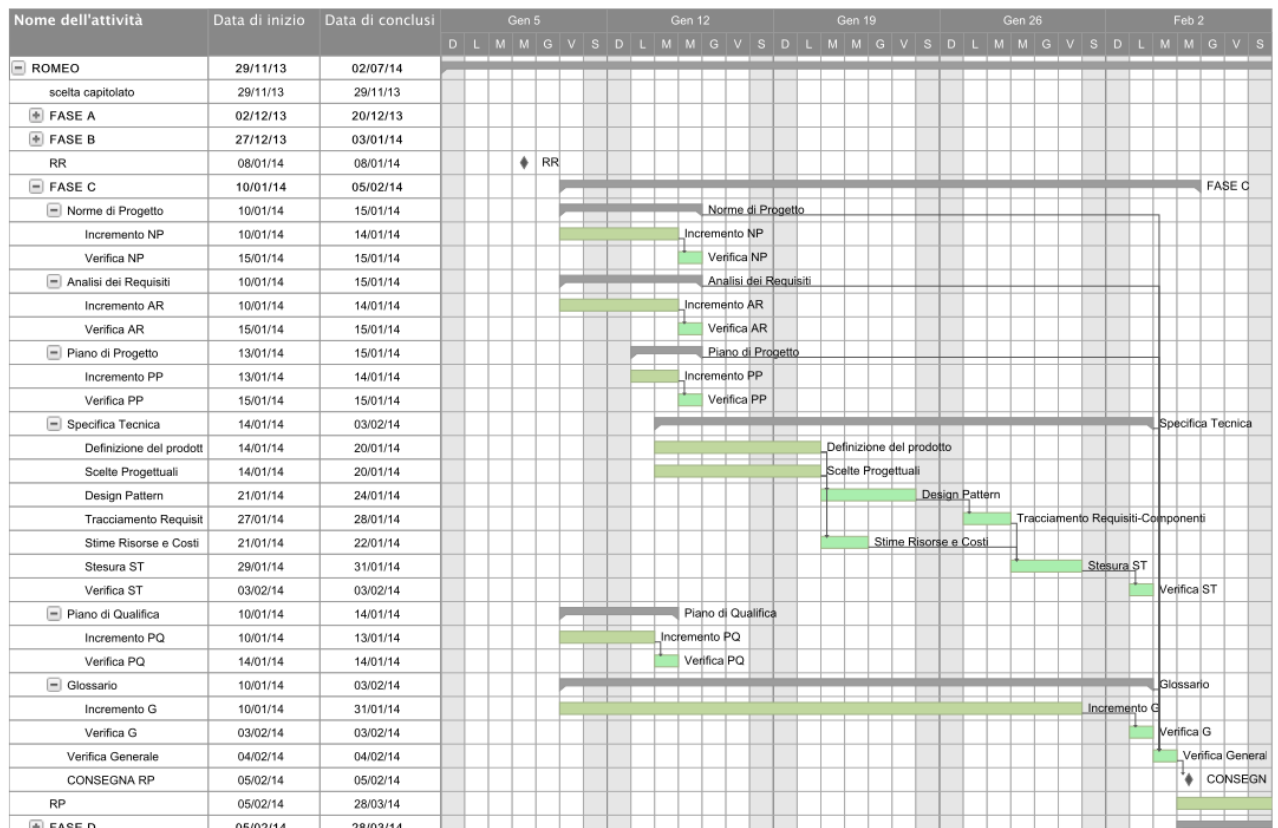 Nome dell'attività Data di inizio Data di conclusi Gen 5 Gen 12 Gen 19 Gen 26 Feb 2
D L M M G V S D L M M G V S D L M M G V S D L M M G V S D L M M G V S
ROMEO 29/11/13 02/07/14
scelta capitolato 29/11/13 29/11/13
FASE A 02/12/13 20/12/13
FASE B 27/12/13 03/01/14
RR 08/01/14 08/01/14 RR
FASE C 10/01/14 05/02/14 FASE C
Norme di Progetto 10/01/14 15/01/14 Norme di Progetto
Incremento NP 10/01/14 14/01/14 Incremento NP
Verifica NP 15/01/14 15/01/14 Verifica NP
Analisi dei Requisiti 10/01/14 15/01/14 Analisi dei Requisiti
Incremento AR 10/01/14 14/01/14 Incremento AR
Verifica AR 15/01/14 15/01/14 Verifica AR
Piano di Progetto 13/01/14 15/01/14 Piano di Progetto
Incremento PP 13/01/14 14/01/14 Incremento PP
Verifica PP 15/01/14 15/01/14 Verifica PP
Specifica Tecnica 14/01/14 03/02/14 Specifica Tecnica
Definizione del prodott 14/01/14 20/01/14 Definizione del prodotto
Scelte Progettuali 14/01/14 20/01/14 Scelte Progettuali
Design Pattern 21/01/14 24/01/14 Design Pattern
Tracciamento Requisit 27/01/14 28/01/14 Tracciamento Requisiti-Componenti
Stime Risorse e Costi 21/01/14 22/01/14 Stime Risorse e Costi
Stesura ST 29/01/14 31/01/14 Stesura ST
Verifica ST 03/02/14 03/02/14 Verifica ST
Piano di Qualifica 10/01/14 14/01/14 Piano di Qualifica
Incremento PQ 10/01/14 13/01/14 Incremento PQ
Verifica PQ 14/01/14 14/01/14 Verifica PQ
Glossario 10/01/14 03/02/14 Glossario
Incremento G 10/01/14 31/01/14 Incremento G
Verifica G 03/02/14 03/02/14 Verifica G
Verifica Generale 04/02/14 04/02/14 Verifica General
CONSEGNA RP 05/02/14 05/02/14 CONSEGN
RP 05/02/14 28/03/14
FASE D 05/02/14 28/03/14